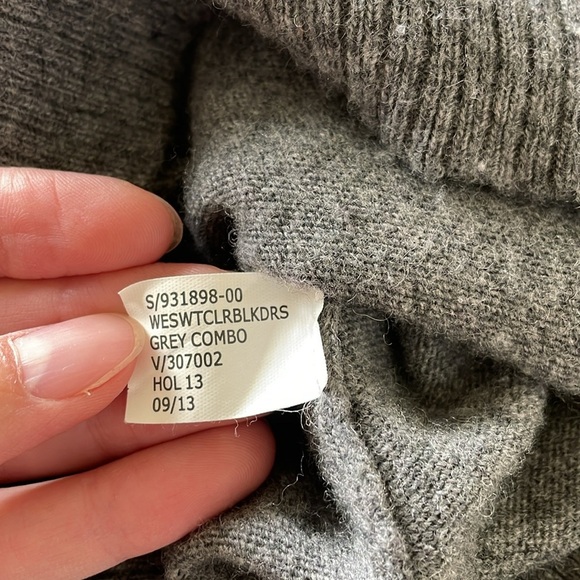 S/931898-00
WESWTCLRBLKDRS
GREY COMBO
V/307002
HOL 13
09/13